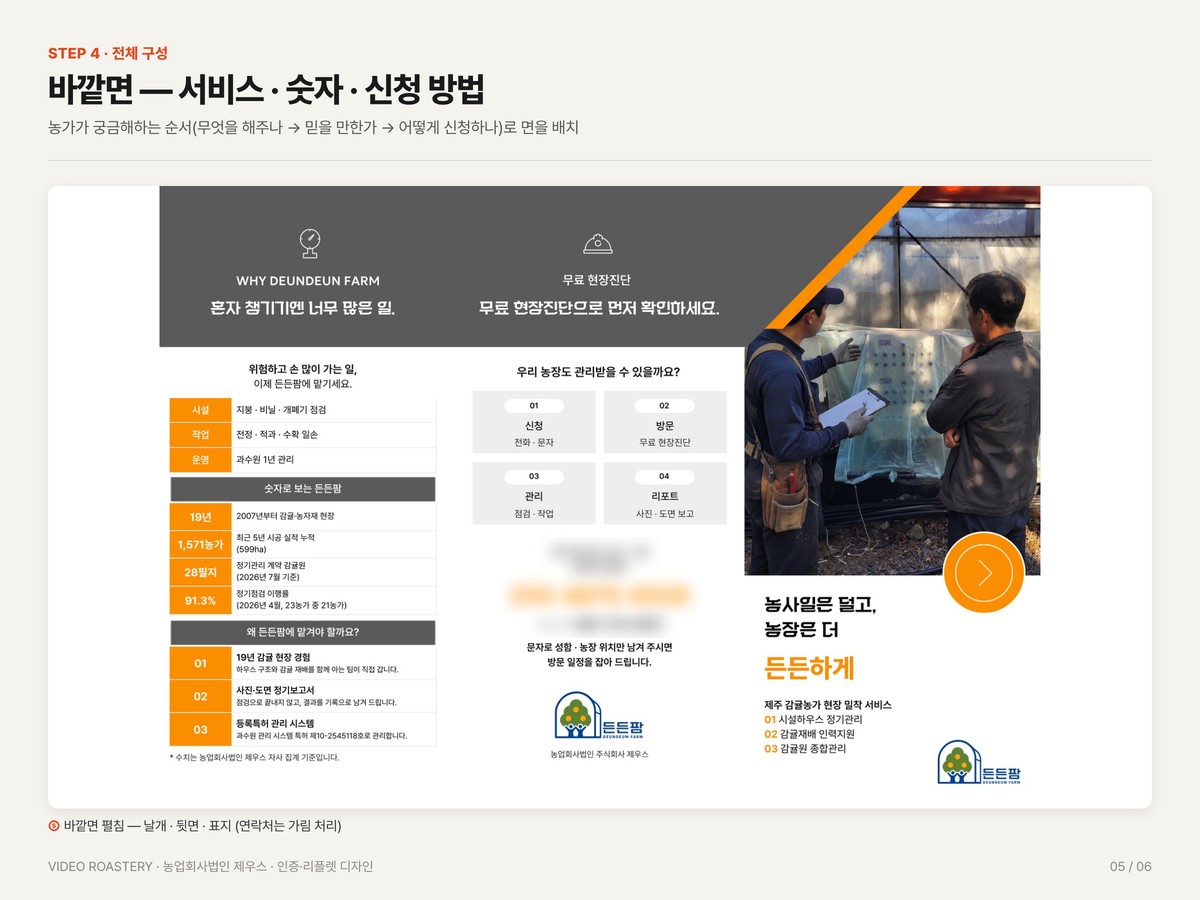 STEP 4 · 전체 구성
바깥면 — 서비스 · 숫자 · 신청 방법
농가가 궁금해하는 순서(무엇을 해주나 → 믿을 만한가 → 어떻게 신청하나)로 면을 배치
WHY DEUNDEUN FARM
혼자 챙기기엔 너무 많은 일.
위험하고 손 많이 가는 일,
이제 든든팜에 맡기세요.
시설 지붕 · 비닐 · 개폐기 점검
작업 전정 · 적과 · 수확 일손
운영 과수원 1년 관리
숫자로 보는 든든팜
19년 2007년부터 감귤·농자재 현장
1,571농가 최근 5년 시공 실적 누적
(599ha)
28필지 정기관리 계약 감귤원
(2026년 7월 기준)
91.3% 정기점검 이행률
(2026년 4월, 23농가 중 21농가)
왜 든든팜에 맡겨야 할까요?
01 19년 감귤 현장 경험
하우스 구조와 감귤 재배를 함께 아는 팀이 직접 갑니다.
02 사진·도면 정기보고서
점검으로 끝내지 않고, 결과를 기록으로 남겨 드립니다.
03 등록특허 관리 시스템
과수원 관리 시스템 특허 제10-2545118호로 관리합니다.
* 수치는 농업회사법인 제우스 자사 집계 기준입니다.
무료 현장진단
무료 현장진단으로 먼저 확인하세요.
우리 농장도 관리받을 수 있을까요?
01
신청
전화 · 문자
02
방문
무료 현장진단
03
관리
점검 · 작업
04
리포트
사진 · 도면 보고
문자로 성함 · 농장 위치만 남겨 주시면
방문 일정을 잡아 드립니다.
든든팜
DEUNDEUM FARM
농업회사법인 주식회사 제우스
농사일은 덜고,
농장은 더
든든하게
제주 감귤농가 현장 밀착 서비스
01 시설하우스 정기관리
02 감귤재배 인력지원
03 감귤원 종합관리
든든팜
DEUNDEUM FARM
⑤ 바깥면 펼침 — 날개 · 뒷면 · 표지 (연락처는 가림 처리)
VIDEO ROASTERY · 농업회사법인 제우스 · 인증·리플렛 디자인
05 / 06